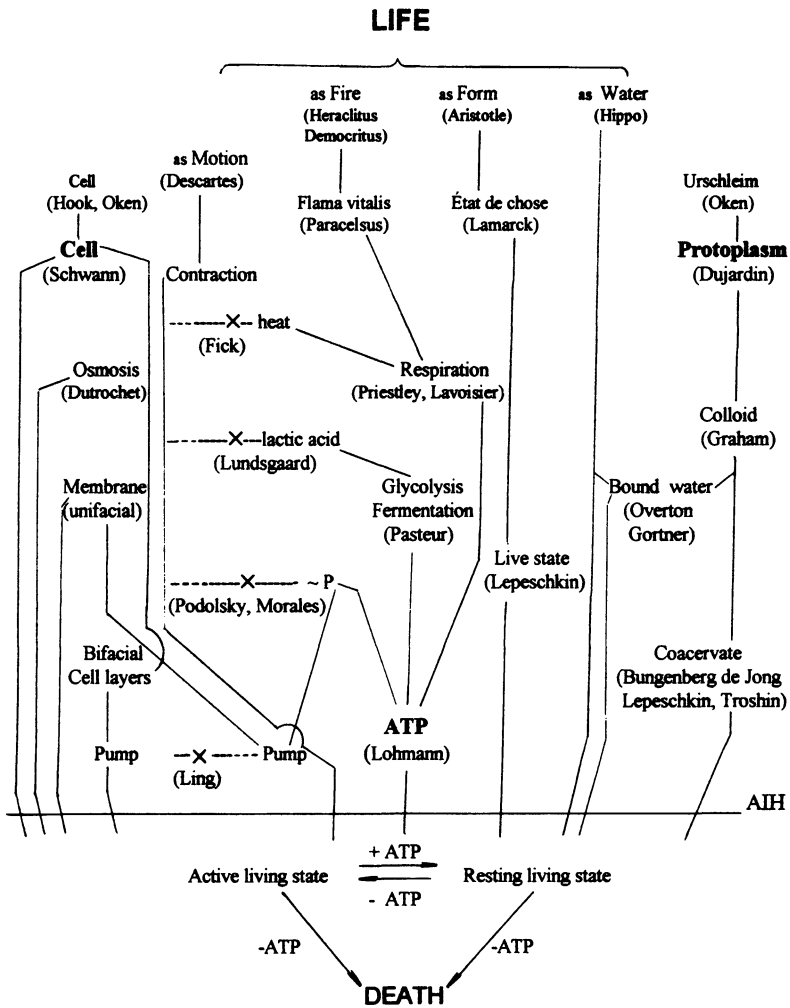 LIFE
as Fire
(Heraclitus
Democritus)
as Form
(Aristotle)
as Water
(Hippo)
as Motion
(Descartes)
Cell
(Hook, Oken)
Flama vitalis
(Paracelsus)
État de chose
(Lamarck)
Urschleim
(Oken)
Cell
(Schwann)
Contraction
Protoplasm
(Dujardin)
heat
(Fick)
Osmosis
(Dutrochet)
Respiration
(Priestley, Lavoisier)
Colloid
(Graham)
lactic acid
(Lundsgaard)
Membrane
(unifacial)
Glycolysis
Fermentation
(Pasteur)
Bound water
(Overton
Gortner)
Live state
(Lepeschkin)
~ P
(Podolsky, Morales)
Bifacial
Cell layers
Coacervate
(Bungenberg de Jong
Lepeschkin, Troshin)
ATP
(Lohmann)
Pump
Pump
(Ling)
AIH
+ ATP
Active living state
Resting living state
- ATP
-ATP
-ATP
DEATH